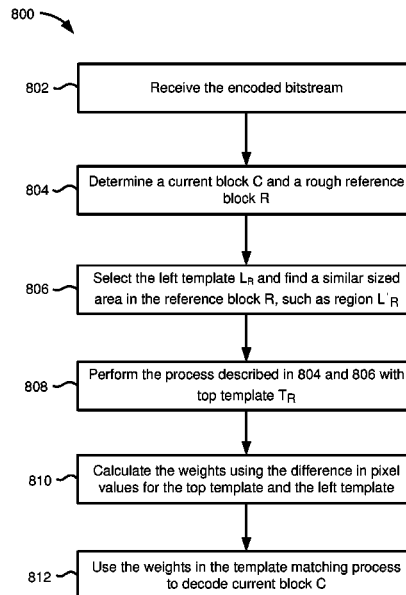 800
802
Receive the encoded bitstream
804
Determine a current block C and a rough reference
block R
806
Select the left template LR and find a similar sized
area in the reference block R, such as region L'R
808
Perform the process described in 804 and 806 with
top template TR
810
Calculate the weights using the difference in pixel
values for the top template and the left template
812
Use the weights in the template matching process
to decode current block C